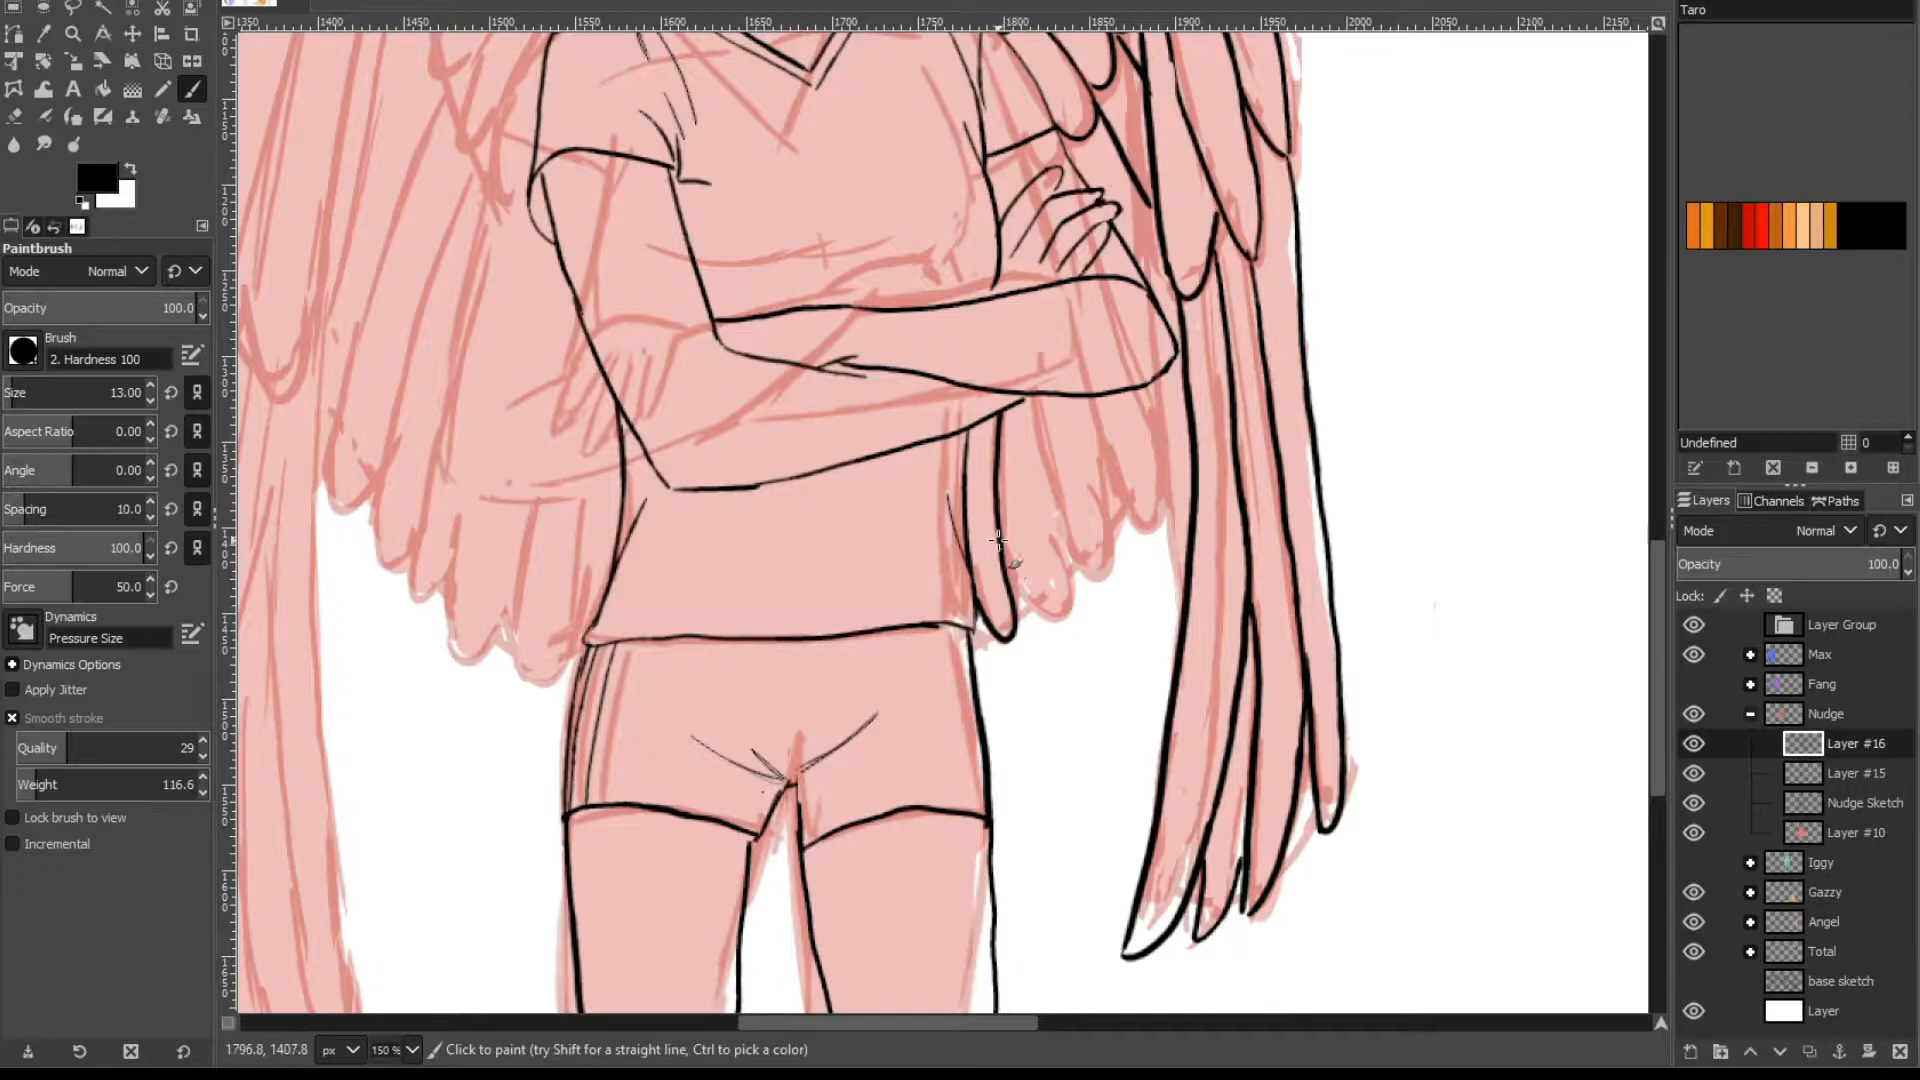 Taro
1350 1400 1450 1500 1550 1600 1650 1700 1750 1800 1850 1900 1950 2000 2050 2100 2150
Paintbrush
Mode Normal
Opacity 100.0
Brush
2. Hardness 100
Size 13.00
Aspect Ratio 0.00
Angle 0.00
Spacing 10.0
Hardness 100.0
Force 50.0
Dynamics
Pressure Size
Dynamics Options
Apply Jitter
Smooth stroke
Quality 29
Weight 116.6
Lock brush to view
Incremental
1796.8, 1407.8 px 150 % Click to paint (try Shift for a straight line, Ctrl to pick a color)
Undefined 0
Layers Channels Paths
Mode Normal
Opacity 100.0
Lock:
Layer Group
Max
Fang
Nudge
Layer #16
Layer #15
Nudge Sketch
Layer #10
Iggy
Gazzy
Angel
Total
base sketch
Layer